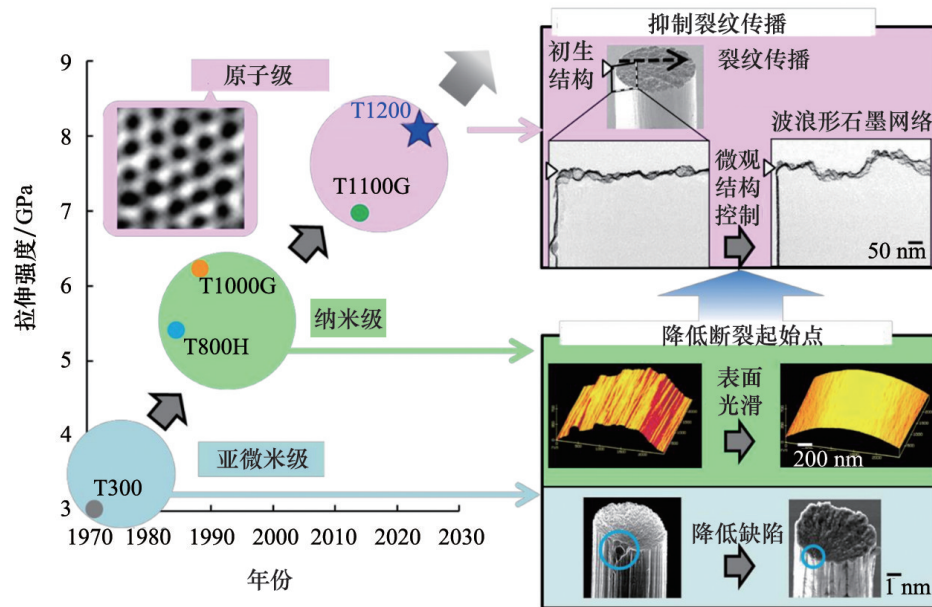 拉伸强度/GPa
9
8
7
6
5
4
3
1970
1980
1990
2000
2010
2020
2030
年份
原子级
T1200
T1100G
T1000G
T800H
纳米级
T300
亚微米级
抑制裂纹传播
初生
结构
裂纹传播
波浪形石墨网络
微观
结构
控制
50 nm
降低断裂起始点
表面
光滑
200 nm
降低缺陷
1 nm